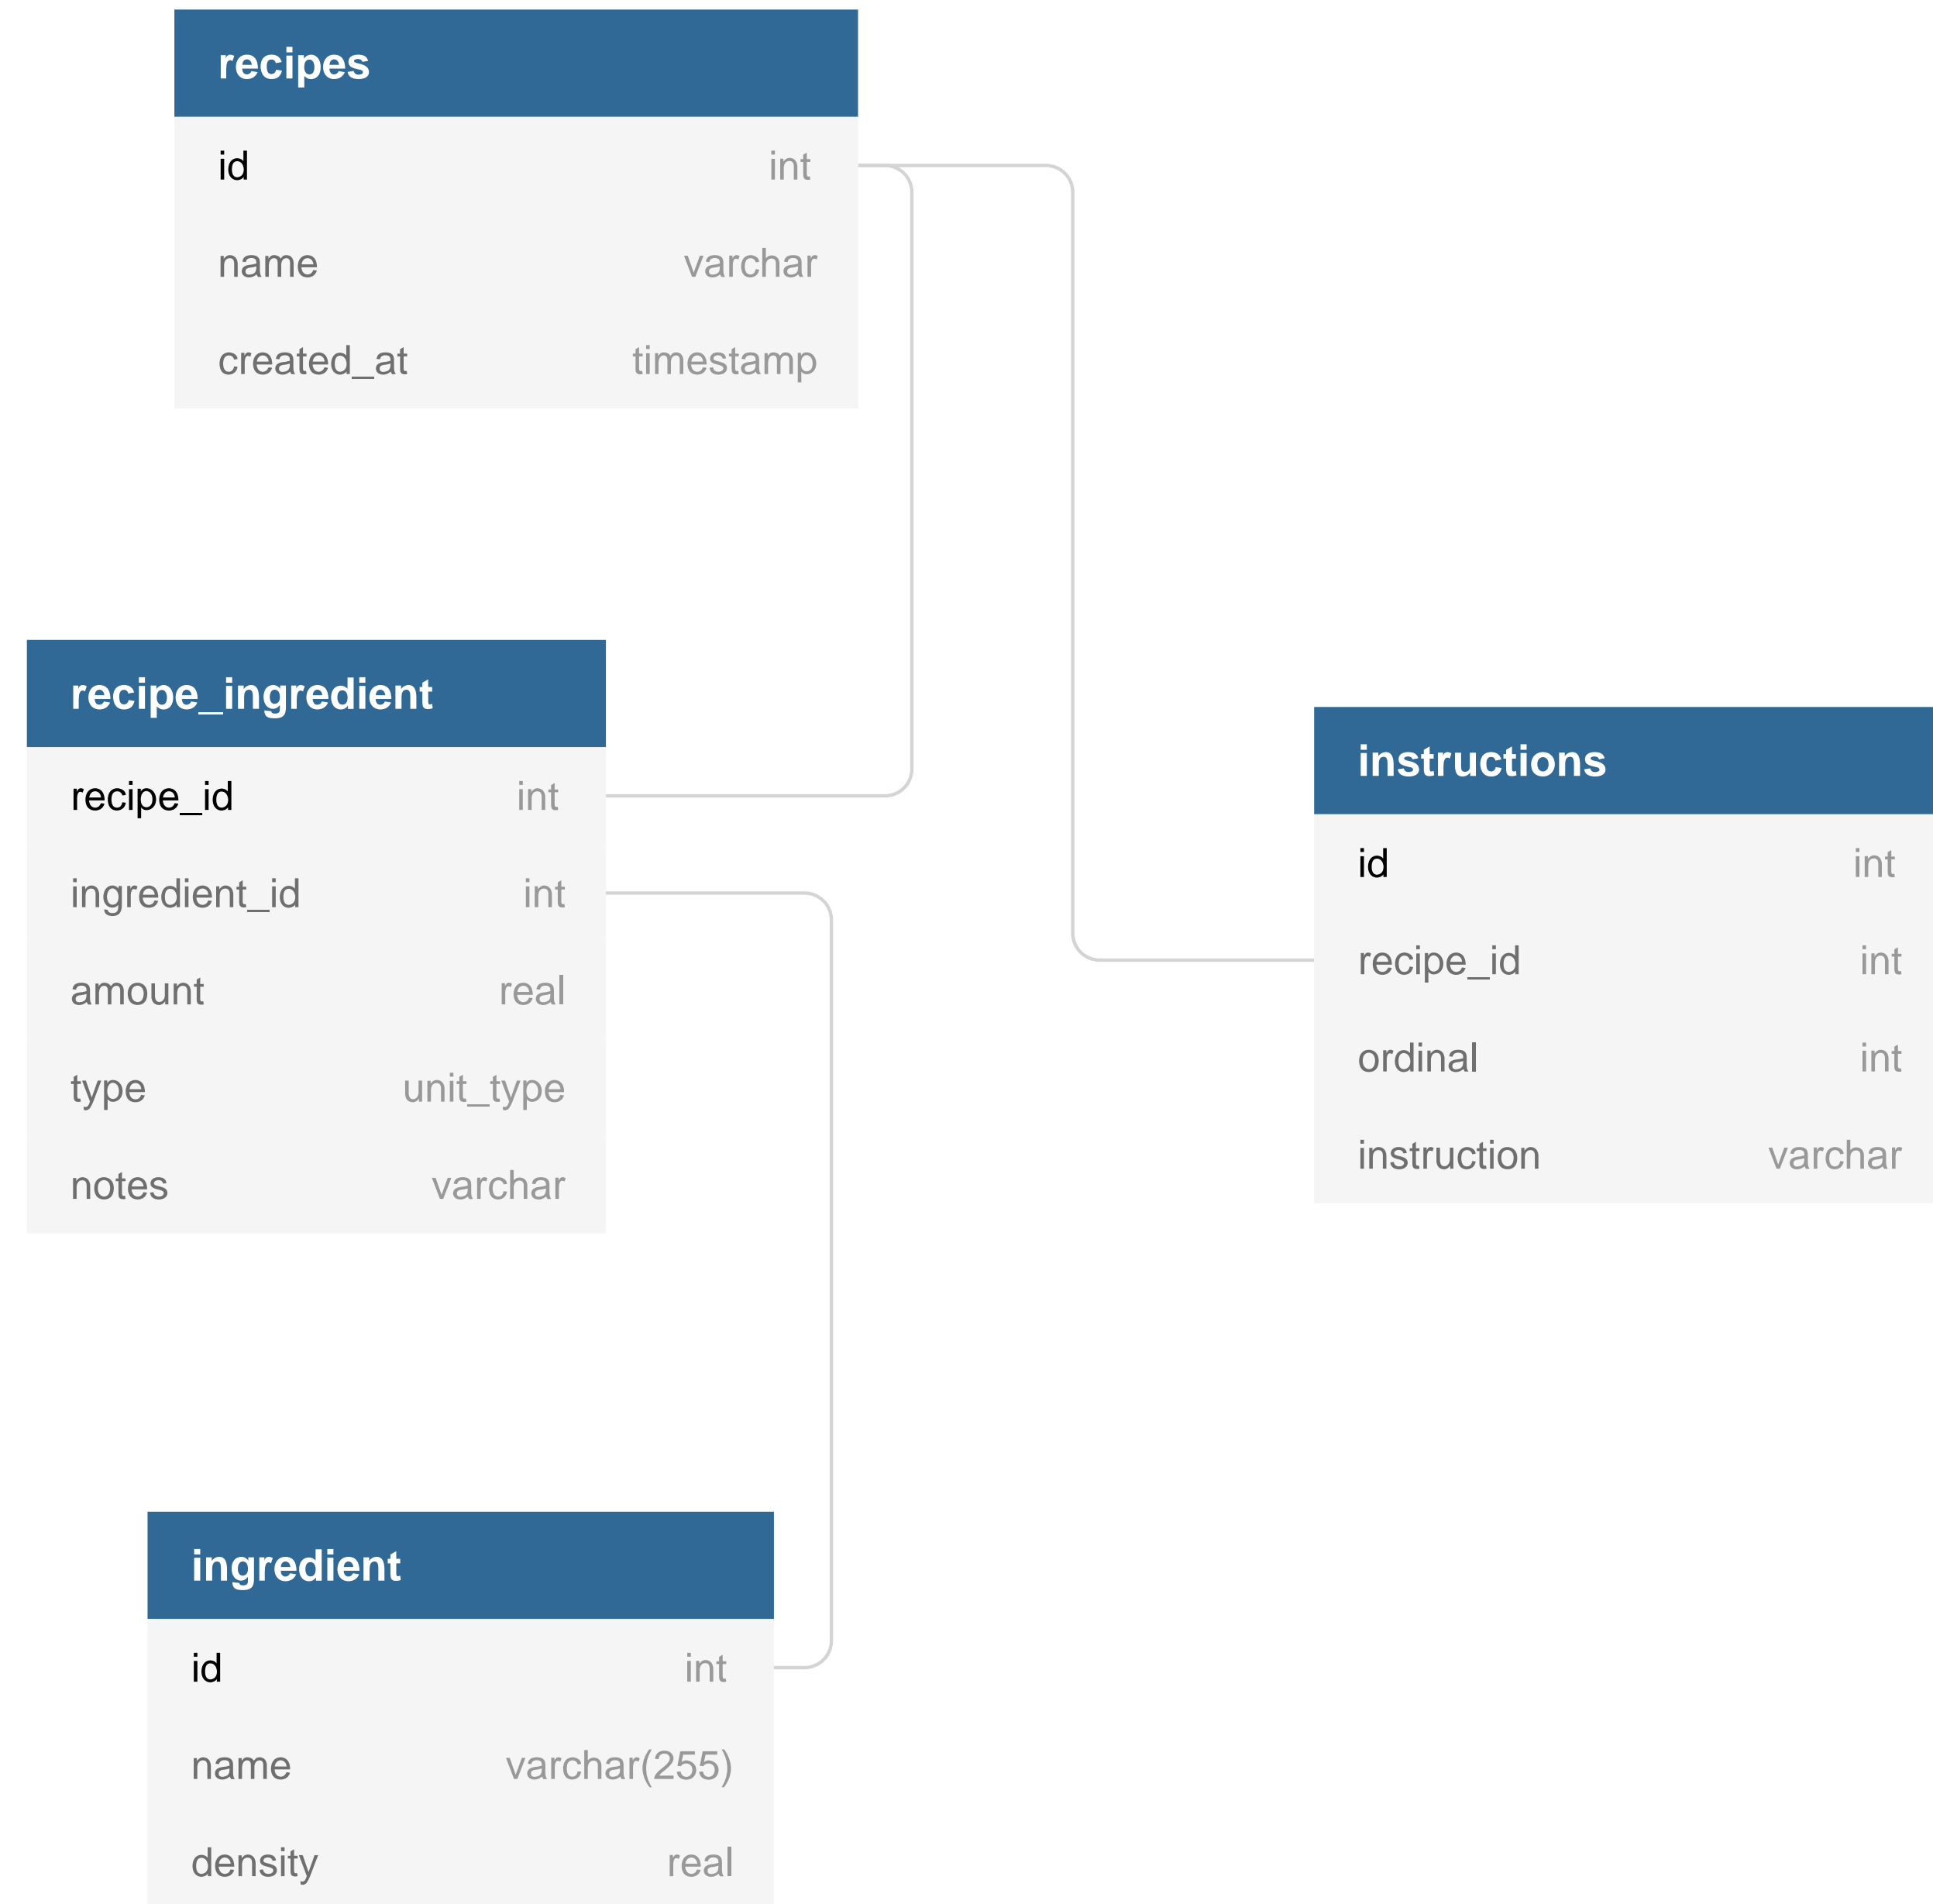 recipes
id int
name varchar
created_at timestamp
recipe_ingredient
recipe_id int
ingredient_id int
amount real
type unit_type
notes varchar
instructions
id int
recipe_id int
ordinal int
instruction varchar
ingredient
id int
name varchar(255)
density real